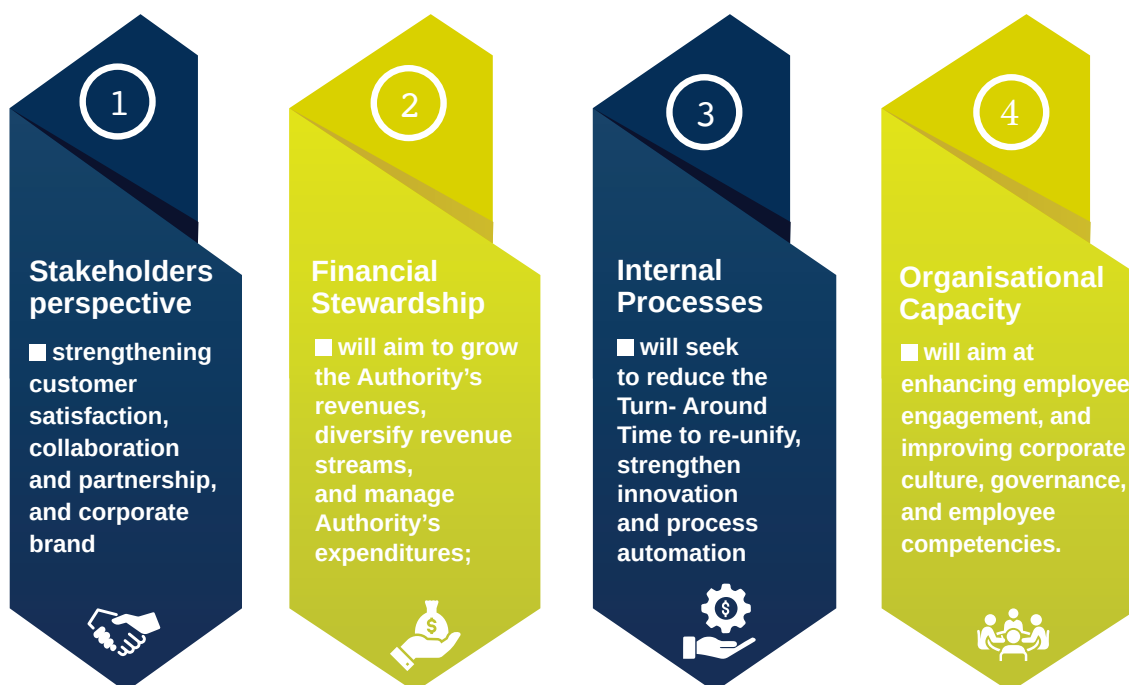 1
Stakeholders
perspective
strengthening
customer
satisfaction,
collaboration
and partnership,
and corporate
brand
2
Financial
Stewardship
will aim to grow
the Authority’s
revenues,
diversify revenue
streams,
and manage
Authority’s
expenditures;
3
Internal
Processes
will seek
to reduce the
Turn- Around
Time to re-unify,
strengthen
innovation
and process
automation
4
Organisational
Capacity
will aim at
enhancing employee
engagement, and
improving corporate
culture, governance,
and employee
competencies.
$
$